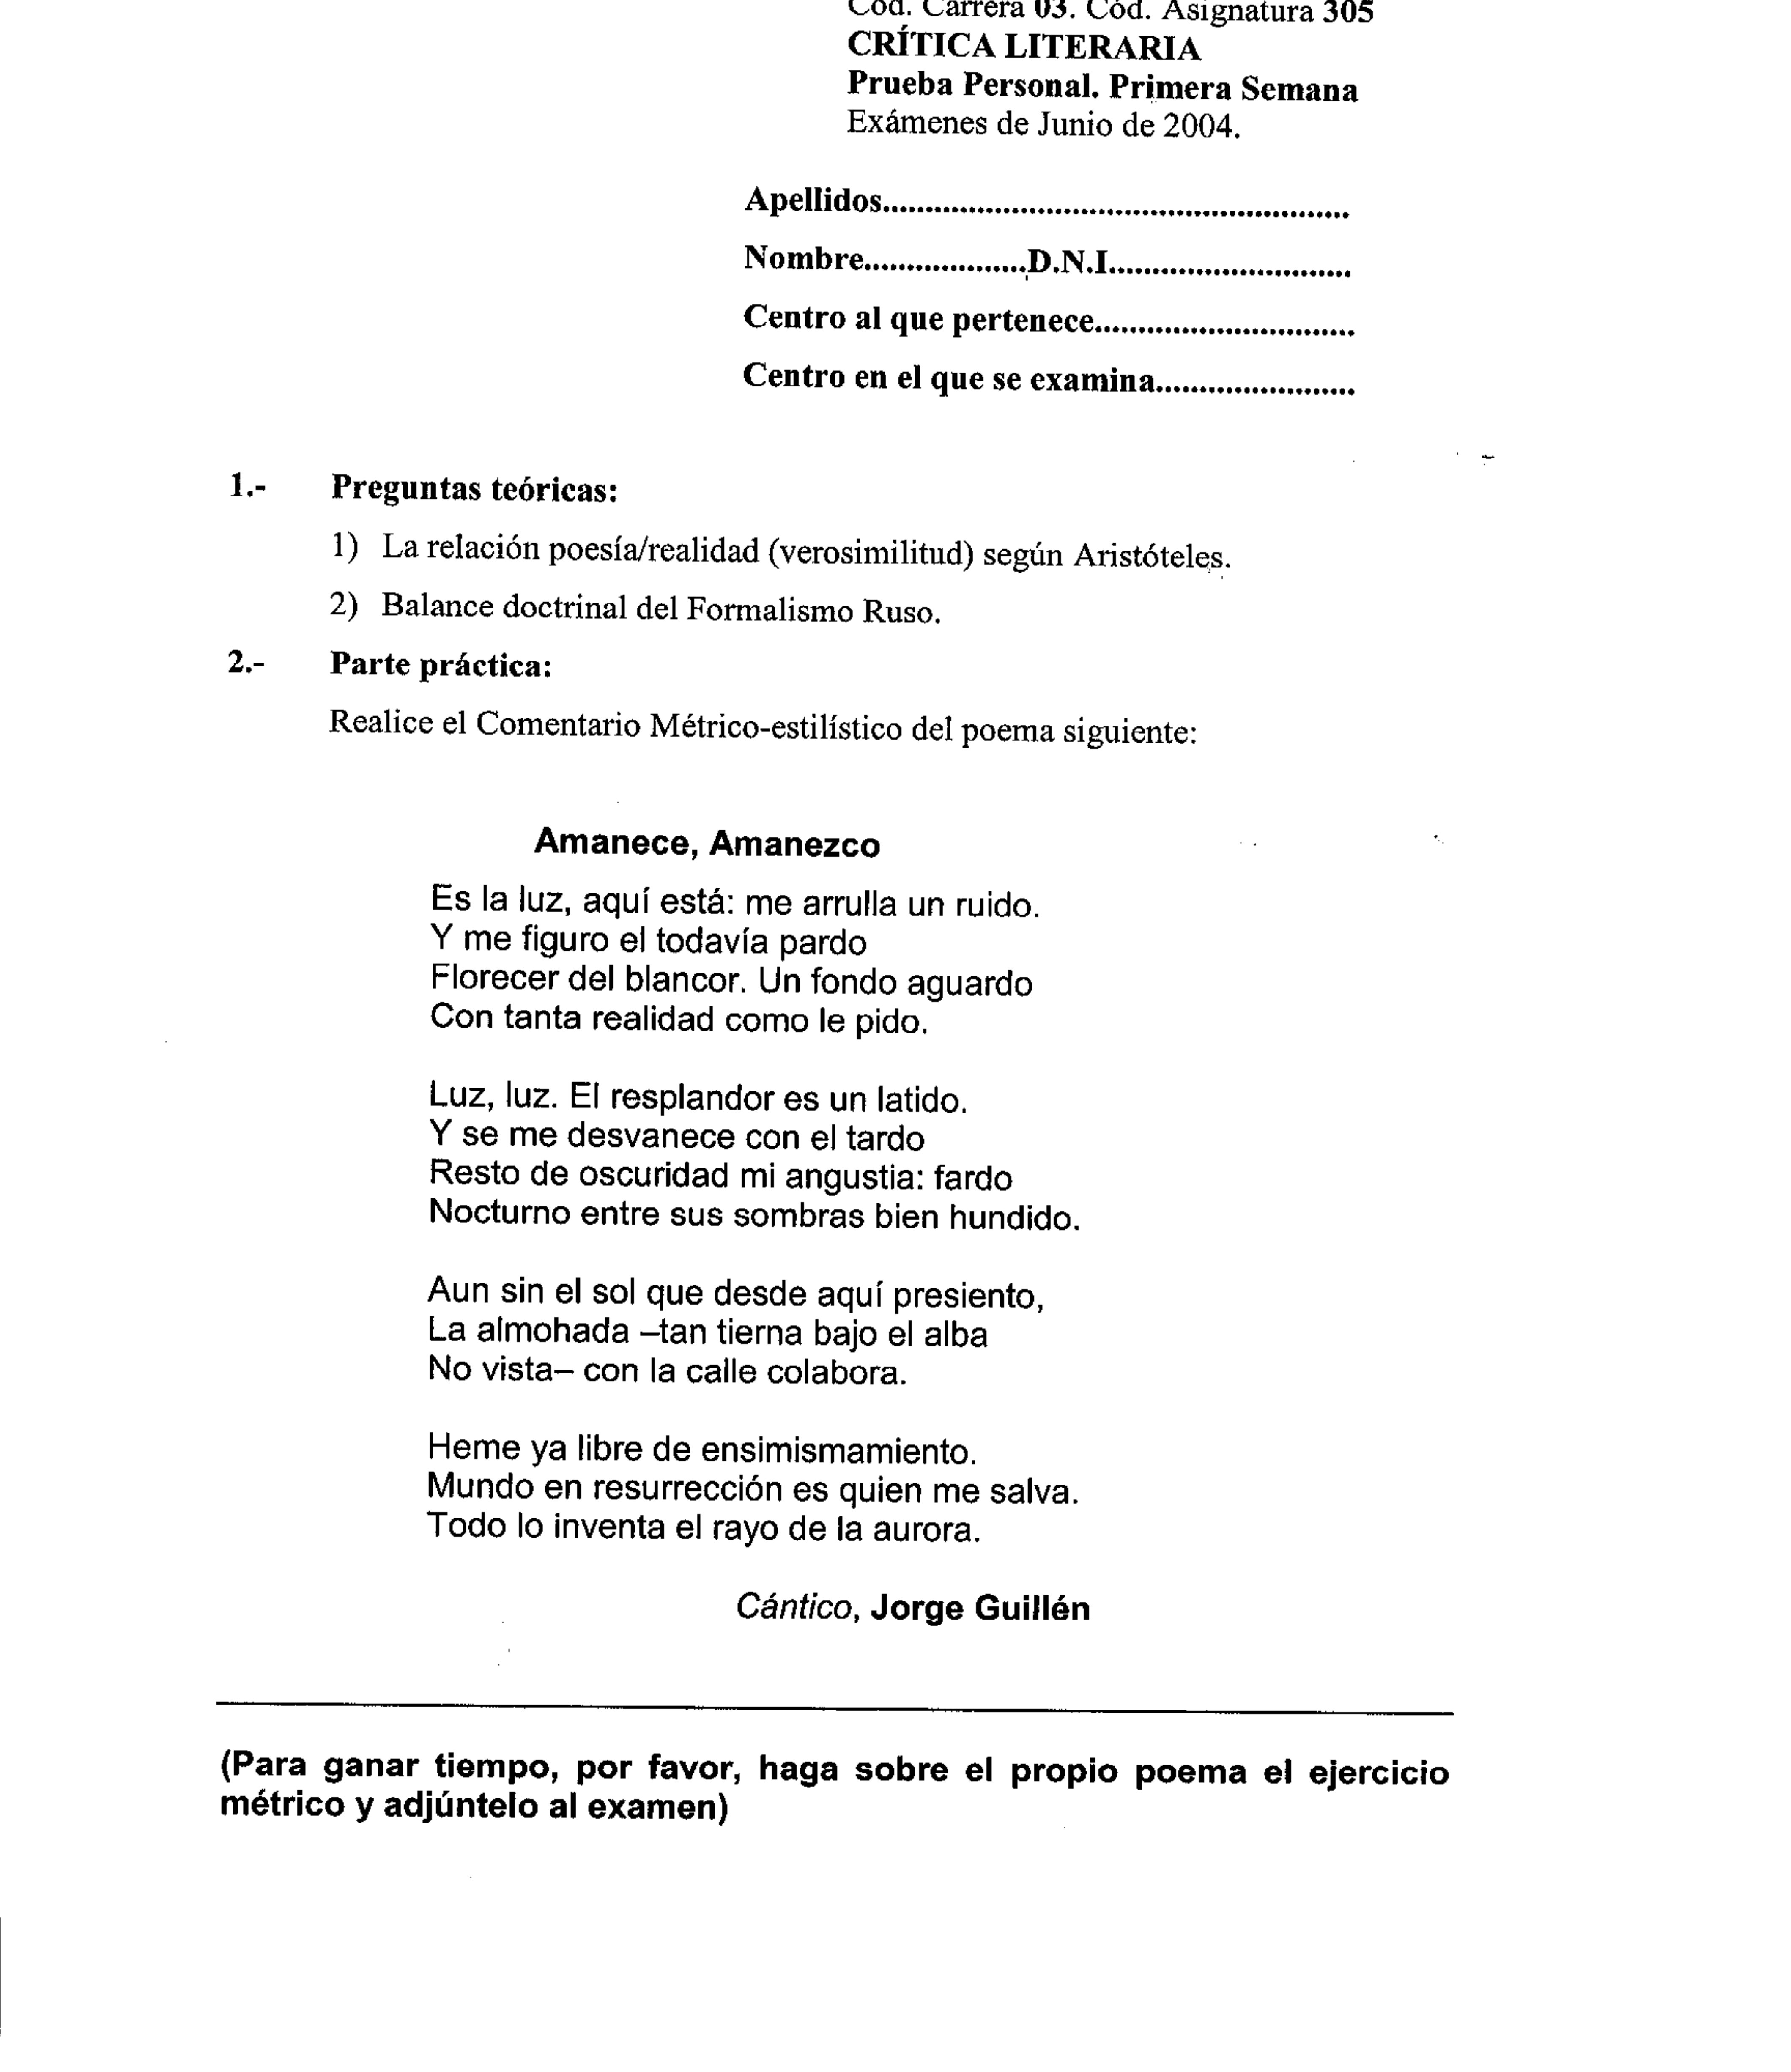 Cód. Carrera 03. Cód. Asignatura 305
CRÍTICA LITERARIA
Prueba Personal. Primera Semana
Exámenes de Junio de 2004.
Apellidos......................................................
Nombre...................D.N.I............................
Centro al que pertenece..............................
Centro en el que se examina.......................
1.- Preguntas teóricas:
1) La relación poesía/realidad (verosimilitud) según Aristóteles.
2) Balance doctrinal del Formalismo Ruso.
2.- Parte práctica:
Realice el Comentario Métrico-estilístico del poema siguiente:
Amanece, Amanezco
Es la luz, aquí está: me arrulla un ruido.
Y me figuro el todavía pardo
Florecer del blancor. Un fondo aguardo
Con tanta realidad como le pido.
Luz, luz. El resplandor es un latido.
Y se me desvanece con el tardo
Resto de oscuridad mi angustia: fardo
Nocturno entre sus sombras bien hundido.
Aun sin el sol que desde aquí presiento,
La almohada –tan tierna bajo el alba
No vista– con la calle colabora.
Heme ya libre de ensimismamiento.
Mundo en resurrección es quien me salva.
Todo lo inventa el rayo de la aurora.
Cántico, Jorge Guillén
(Para ganar tiempo, por favor, haga sobre el propio poema el ejercicio
métrico y adjúntelo al examen)